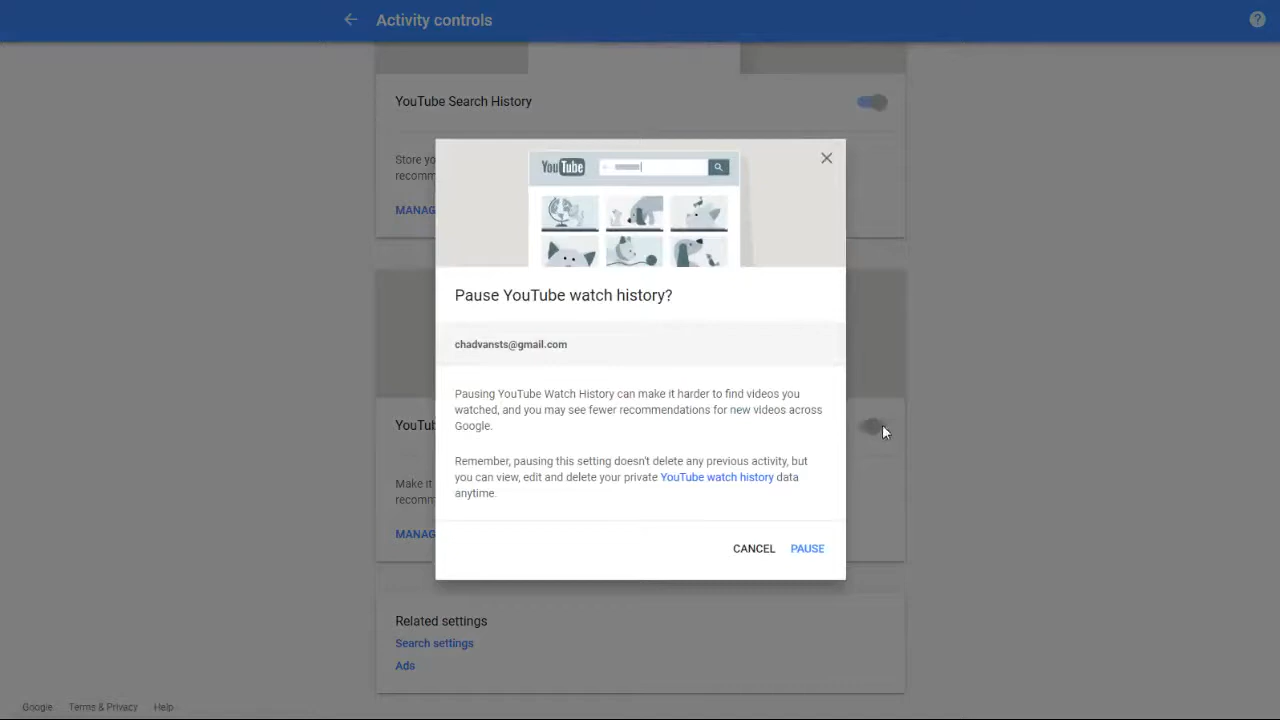 Activity controls
YouTube Search History
Store yo
recomm
MANAG
YouTube
Pause YouTube watch history?
chadvansts@gmail.com
Pausing YouTube Watch History can make it harder to find videos you
watched, and you may see fewer recommendations for new videos across
Google.
Remember, pausing this setting doesn't delete any previous activity, but
you can view, edit and delete your private YouTube watch history data
anytime.
CANCEL PAUSE
YouTub
Make it
recomm
MANAG
Related settings
Search settings
Ads
Google Terms & Privacy Help